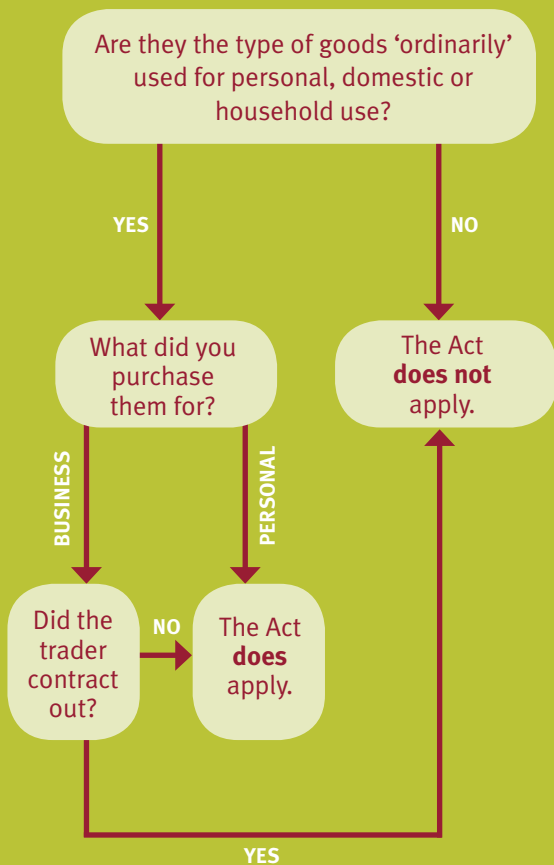 Are they the type of goods ‘ordinarily’
used for personal, domestic or
household use?
YES
NO
What did you
purchase
them for?
The Act
does not
apply.
BUSINESS
PERSONAL
Did the
trader
contract
out?
NO
The Act
does
apply.
YES